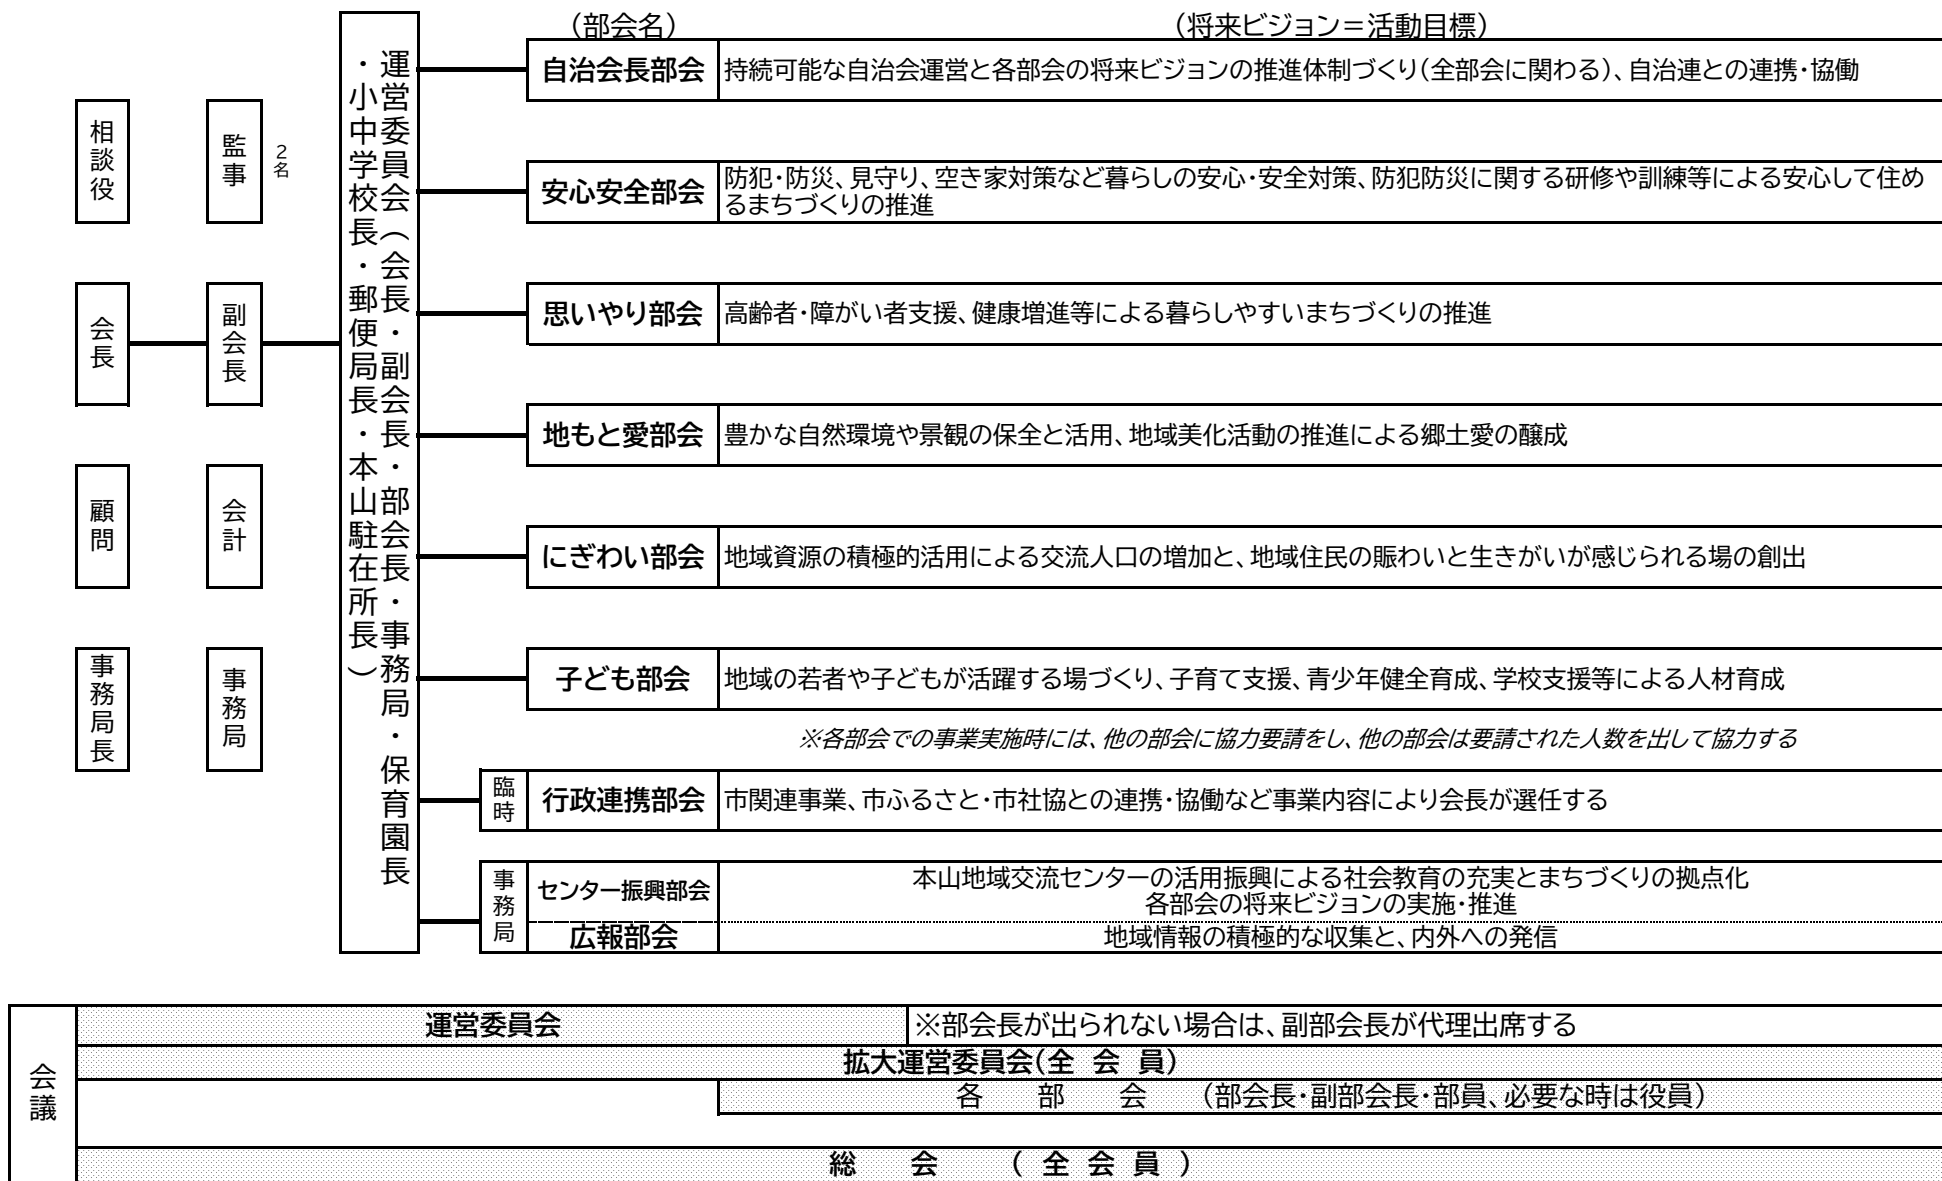 (部会名)
(将来ビジョン＝活動目標)
相談役
監事
2名
会長
副会長
顧問
会計
事務局長
事務局
運営委員会(会長・副会長・部会長・事務局・保育園長
・小中学校長・郵便局長・本山駐在所長)
自治会長部会
持続可能な自治会運営と各部会の将来ビジョンの推進体制づくり(全部会に関わる)、自治連との連携・協働
安心安全部会
防犯・防災、見守り、空き家対策など暮らしの安心・安全対策、防犯防災に関する研修や訓練等による安心して住め
るまちづくりの推進
思いやり部会
高齢者・障がい者支援、健康増進等による暮らしやすいまちづくりの推進
地もと愛部会
豊かな自然環境や景観の保全と活用、地域美化活動の推進による郷土愛の醸成
にぎわい部会
地域資源の積極的活用による交流人口の増加と、地域住民の賑わいと生きがいが感じられる場の創出
子ども部会
地域の若者や子どもが活躍する場づくり、子育て支援、青少年健全育成、学校支援等による人材育成
※各部会での事業実施時には、他の部会に協力要請をし、他の部会は要請された人数を出して協力する
臨時
行政連携部会
市関連事業、市ふるさと・市社協との連携・協働など事業内容により会長が選任する
事務局
センター振興部会
本山地域交流センターの活用振興による社会教育の充実とまちづくりの拠点化
各部会の将来ビジョンの実施・推進
広報部会
地域情報の積極的な収集と、内外への発信
会議
運営委員会
※部会長が出られない場合は、副部会長が代理出席する
拡大運営委員会(全 会 員)
各 部 会 (部会長・副部会長・部員、必要な時は役員)
総 会 (全 会 員)